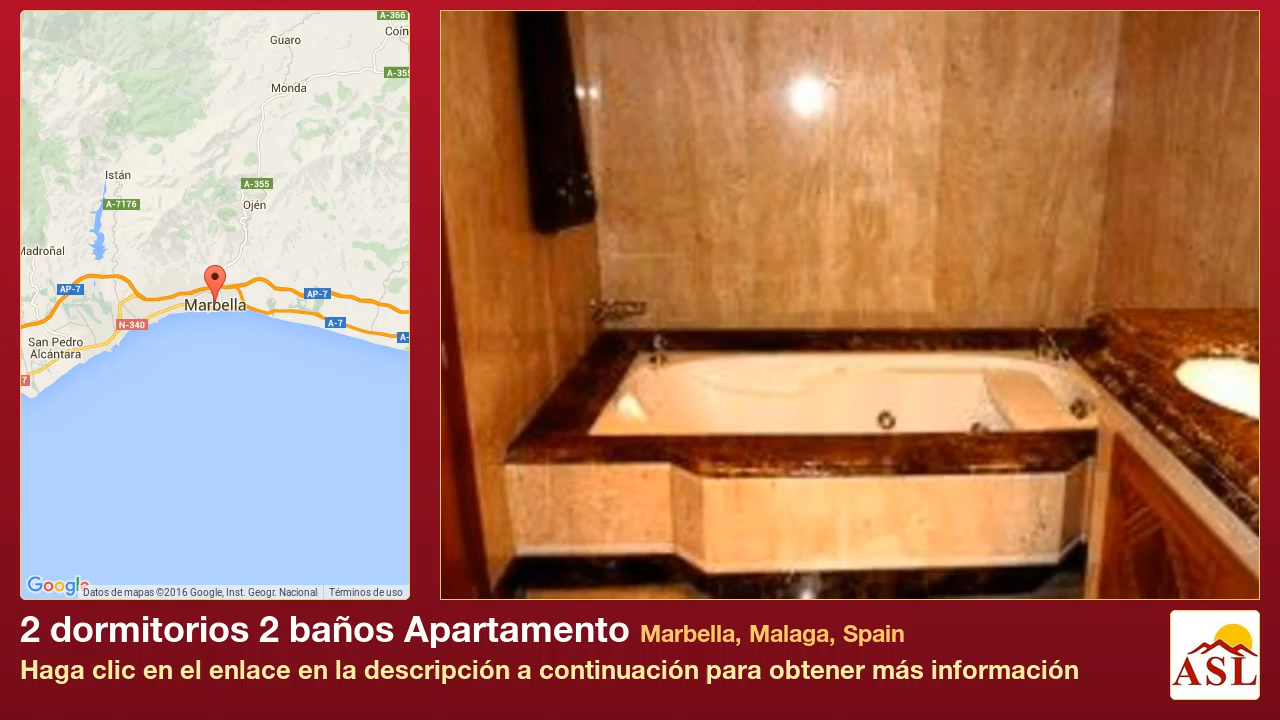 A-366
Coín
Guaro
A-355
Monda
Istán
A-355
A-7176
Ojén
Madroñal
AP-7
AP-7
Marbella
N-340
A-7
A-
San Pedro
Alcántara
7
Google
Datos de mapas ©2016 Google, Inst. Geogr. Nacional
Términos de uso
2 dormitorios 2 baños Apartamento Marbella, Malaga, Spain
Haga clic en el enlace en la descripción a continuación para obtener más información
ASL